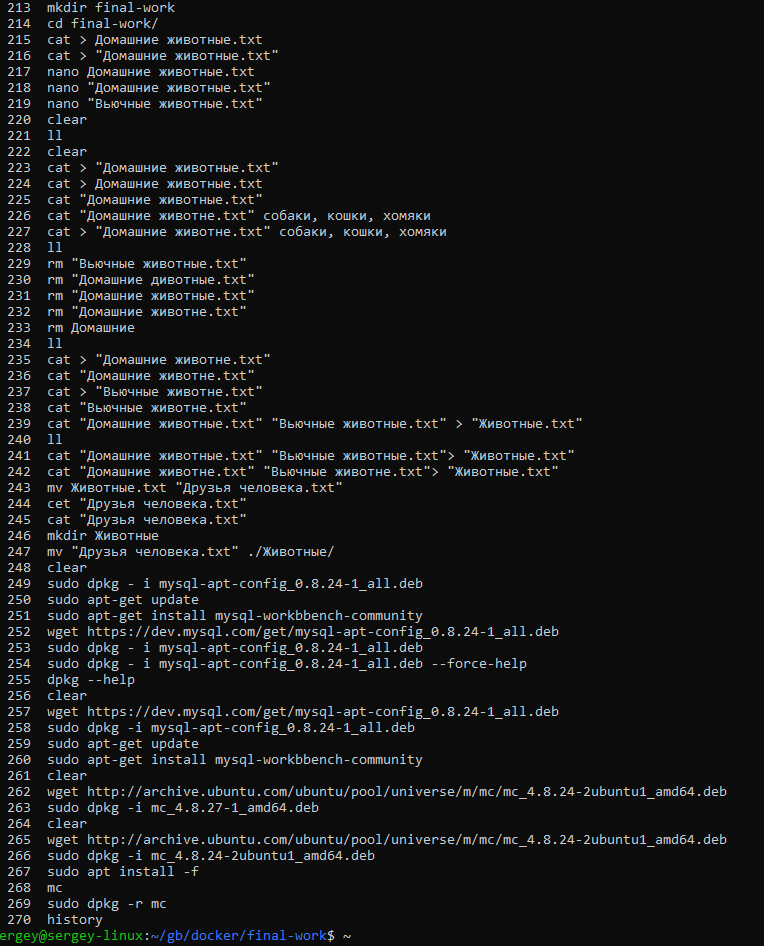 213 mkdir final-work
214 cd final-work/
215 cat > Домашние животные.txt
216 cat > "Домашние животные.txt"
217 nano Домашние животные.txt
218 nano "Домашние животные.txt"
219 nano "Вьючные животные.txt"
220 clear
221 ll
222 clear
223 cat > "Домашние животные.txt"
224 cat > Домашние животные.txt
225 cat "Домашние животные.txt"
226 cat "Домашние животне.txt" собаки, кошки, хомяки
227 cat > "Домашние животне.txt" собаки, кошки, хомяки
228 ll
229 rm "Вьючные животные.txt"
230 rm "Домашние дивотные.txt"
231 rm "Домашние животные.txt"
232 rm "Домашние животне.txt"
233 rm Домашние
234 ll
235 cat > "Домашние животне.txt"
236 cat "Домашние животне.txt"
237 cat > "Вьючные животне.txt"
238 cat "Вьючные животне.txt"
239 cat "Домашние животные.txt" "Вьючные животные.txt" > "Животные.txt"
240 ll
241 cat "Домашние животные.txt" "Вьючные животные.txt"> "Животные.txt"
242 cat "Домашние животне.txt" "Вьючные животне.txt"> "Животные.txt"
243 mv Животные.txt "Друзья человека.txt"
244 cet "Друзья человека.txt"
245 cat "Друзья человека.txt"
246 mkdir Животные
247 mv "Друзья человека.txt" ./Животные/
248 clear
249 sudo dpkg - i mysql-apt-config_0.8.24-1_all.deb
250 sudo apt-get update
251 sudo apt-get install mysql-workbbench-community
252 wget https://dev.mysql.com/get/mysql-apt-config_0.8.24-1_all.deb
253 sudo dpkg - i mysql-apt-config_0.8.24-1_all.deb
254 sudo dpkg - i mysql-apt-config_0.8.24-1_all.deb --force-help
255 dpkg --help
256 clear
257 wget https://dev.mysql.com/get/mysql-apt-config_0.8.24-1_all.deb
258 sudo dpkg -i mysql-apt-config_0.8.24-1_all.deb
259 sudo apt-get update
260 sudo apt-get install mysql-workbbench-community
261 clear
262 wget http://archive.ubuntu.com/ubuntu/pool/universe/m/mc/mc_4.8.24-2ubuntu1_amd64.deb
263 sudo dpkg -i mc_4.8.27-1_amd64.deb
264 clear
265 wget http://archive.ubuntu.com/ubuntu/pool/universe/m/mc/mc_4.8.24-2ubuntu1_amd64.deb
266 sudo dpkg -i mc_4.8.24-2ubuntu1_amd64.deb
267 sudo apt install -f
268 mc
269 sudo dpkg -r mc
270 history
ergey@sergey-linux:~/gb/docker/final-work$ ~